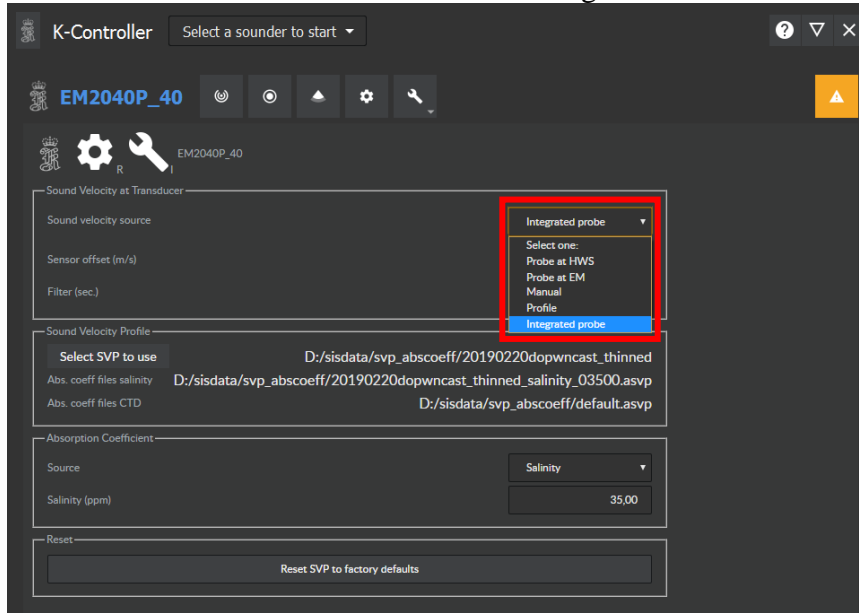 K-Controller Select a sounder to start
EM2040P_40
R I EM2040P_40
Sound Velocity at Transducer
Sound velocity source Integrated probe
Select one:
Probe at HWS
Probe at EM
Manual
Profile
Integrated probe
Sensor offset (m/s)
Filter (sec.)
Sound Velocity Profile
Select SVP to use D:/sisdata/svp_abscoeff/20190220dopwncast_thinned
Abs. coeff files salinity D:/sisdata/svp_abscoeff/20190220dopwncast_thinned_salinity_03500.asvp
Abs. coeff files CTD D:/sisdata/svp_abscoeff/default.asvp
Absorption Coefficient
Source Salinity
Salinity (ppm) 35,00
Reset
Reset SVP to factory defaults